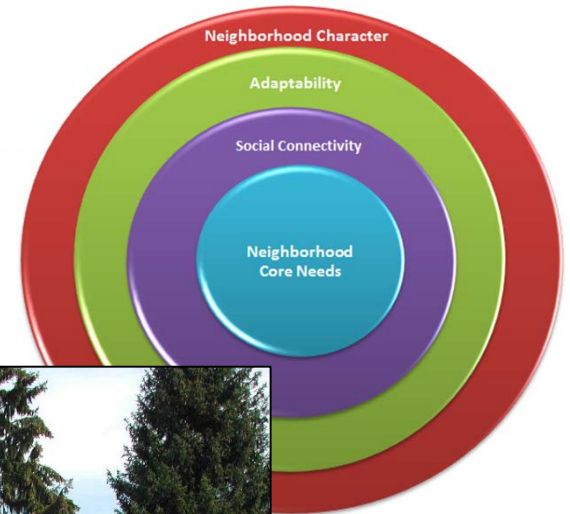 Neighborhood Character
Adaptability
Social Connectivity
Neighborhood
Core Needs